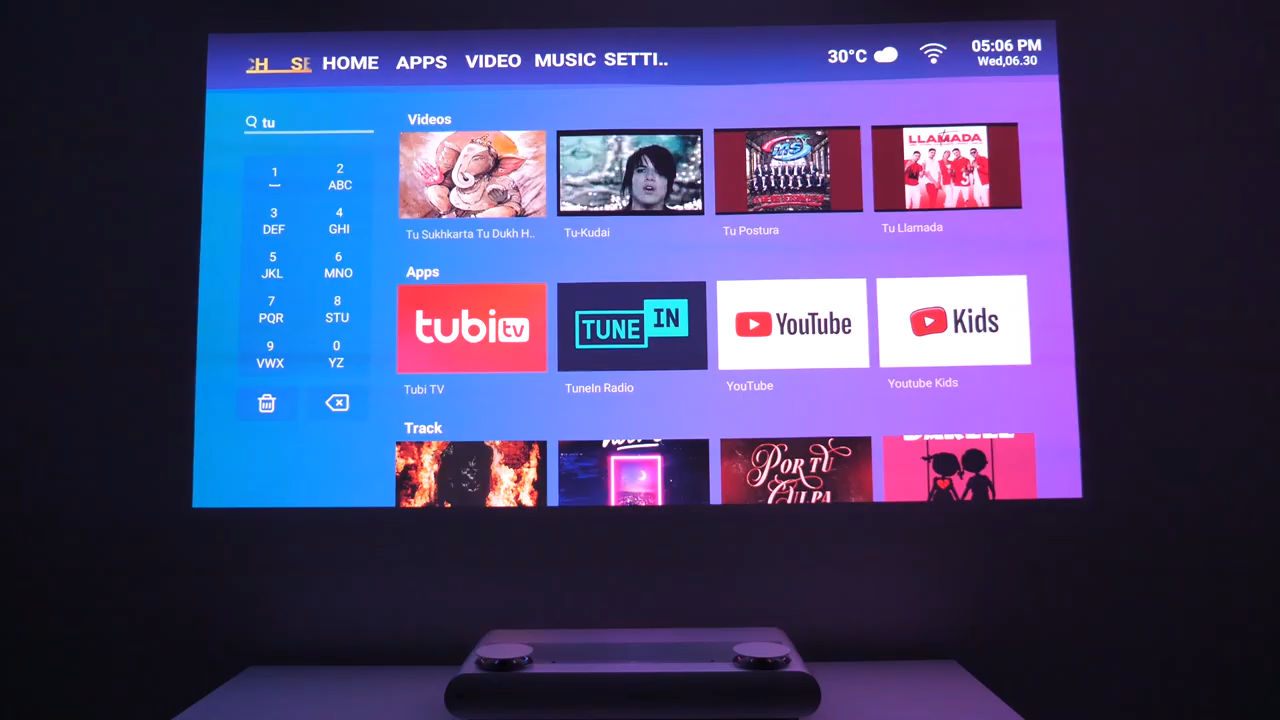 CH SE HOME APPS VIDEO MUSIC SETTI..
30°C
05:06 PM
Wed,06.30
tu
1
2
ABC
3
DEF
4
GHI
5
JKL
6
MNO
7
PQR
8
STU
9
VWX
0
YZ
Videos
LLAMADA
Tu Sukhkarta Tu Dukh H..
Tu-Kudai
Tu Postura
Tu Llamada
Apps
tubi tv
TUNE IN
YouTube
Kids
Tubi TV
TuneIn Radio
YouTube
Youtube Kids
Track
POR TU
CULPA